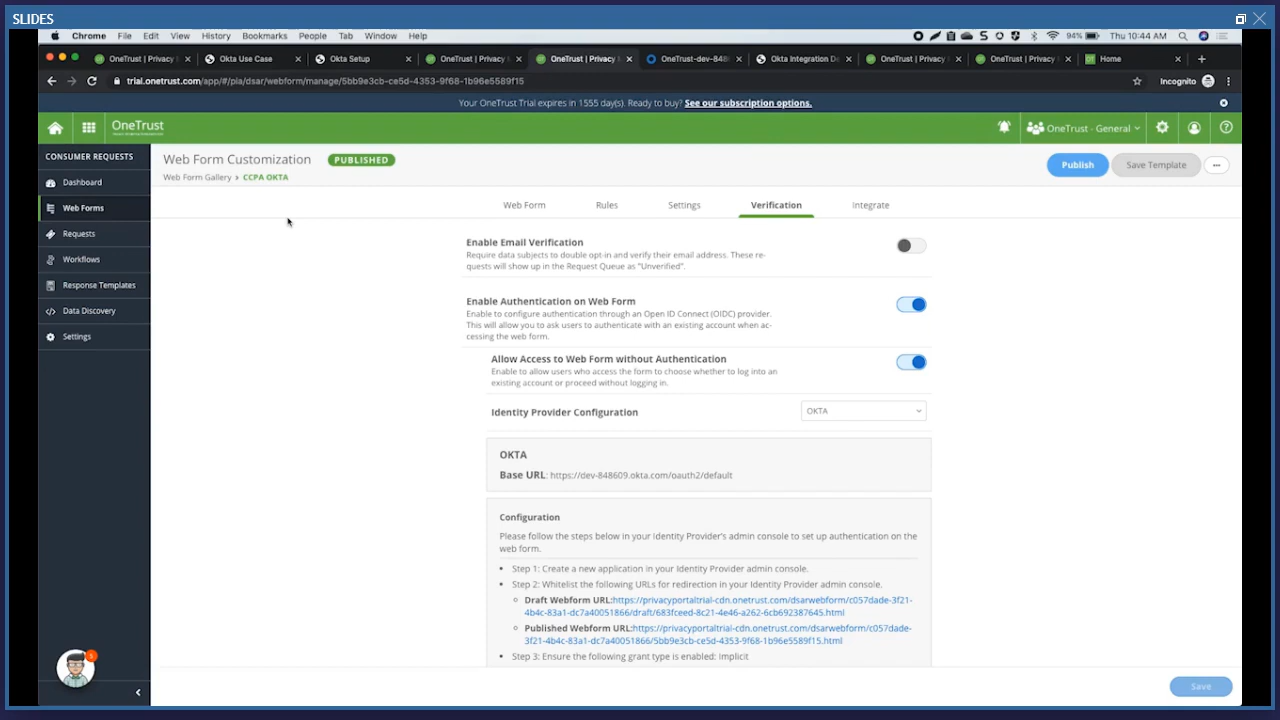 SLIDES
Chrome File Edit View History Bookmarks People Tab Window Help 94% Thu 10:44 AM
OneTrust | Privacy Okta Use Case Okta Setup OneTrust | Privacy OneTrust | Privacy OneTrust-dev-848 Okta Integration De OneTrust | Privacy OneTrust | Privacy Home
trial.onetrust.com/app/#/pia/dsar/webform/manage/5bb9e3cb-ce5d-4353-9f68-1b96e5589f15 Incognito
Your OneTrust Trial expires in 1555 day(s). Ready to buy? See our subscription options.
OneTrust OneTrust - General
CONSUMER REQUESTS
Dashboard
Web Forms
Requests
Workflows
Response Templates
Data Discovery
Settings
Web Form Customization PUBLISHED
Web Form Gallery > CCPA OKTA
Publish Save Template ...
Web Form Rules Settings Verification Integrate
Enable Email Verification
Require data subjects to double opt-in and verify their email address. These re-
quests will show up in the Request Queue as "Unverified".
Enable Authentication on Web Form
Enable to configure authentication through an Open ID Connect (OIDC) provider.
This will allow you to ask users to authenticate with an existing account when ac-
cessing the web form.
Allow Access to Web Form without Authentication
Enable to allow users who access the form to choose whether to log into an
existing account or proceed without logging in.
Identity Provider Configuration OKTA
OKTA
Base URL: https://dev-848609.okta.com/oauth2/default
Configuration
Please follow the steps below in your Identity Provider's admin console to set up authentication on the
web form.
• Step 1: Create a new application in your Identity Provider admin console.
• Step 2: Whitelist the following URLs for redirection in your Identity Provider admin console.
Draft Webform URL:https://privacyportaltrial-cdn.onetrust.com/dsarwebform/c057dade-3f21-
4b4c-83a1-dc7a40051866/draft/683fceed-8c21-4e46-a262-6cb692387645.html
Published Webform URL:https://privacyportaltrial-cdn.onetrust.com/dsarwebform/c057dade-
3f21-4b4c-83a1-dc7a40051866/5bb9e3cb-ce5d-4353-9f68-1b96e5589f15.html
• Step 3: Ensure the following grant type is enabled: Implicit
Save